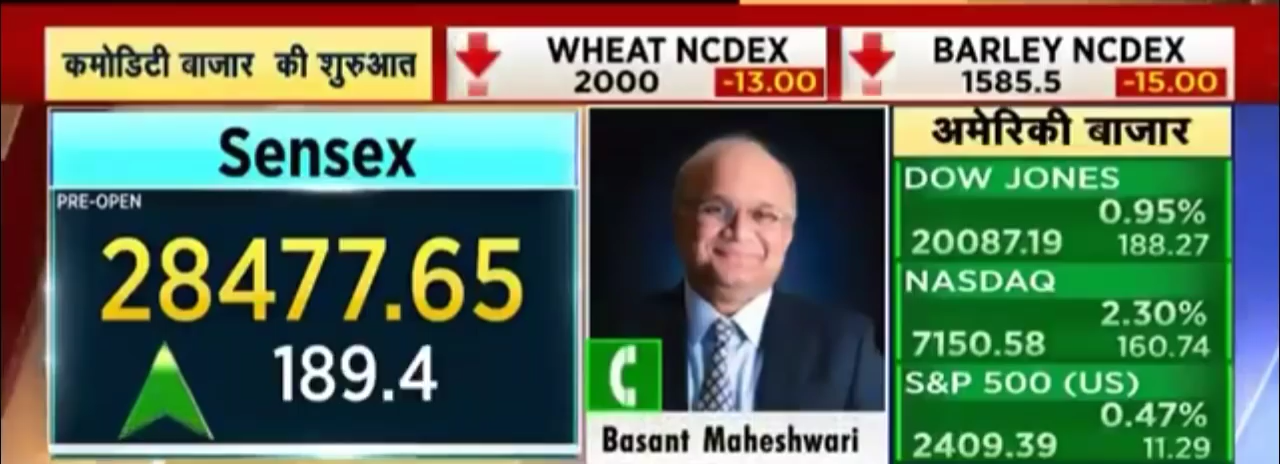 कमोडिटी बाजार की शुरुआत
WHEAT NCDEX
2000 -13.00
BARLEY NCDEX
1585.5 -15.00
Sensex
PRE-OPEN
28477.65
189.4
Basant Maheshwari
अमेरिकी बाजार
DOW JONES
0.95%
20087.19 188.27
NASDAQ
2.30%
7150.58 160.74
S&P 500 (US)
0.47%
2409.39 11.29